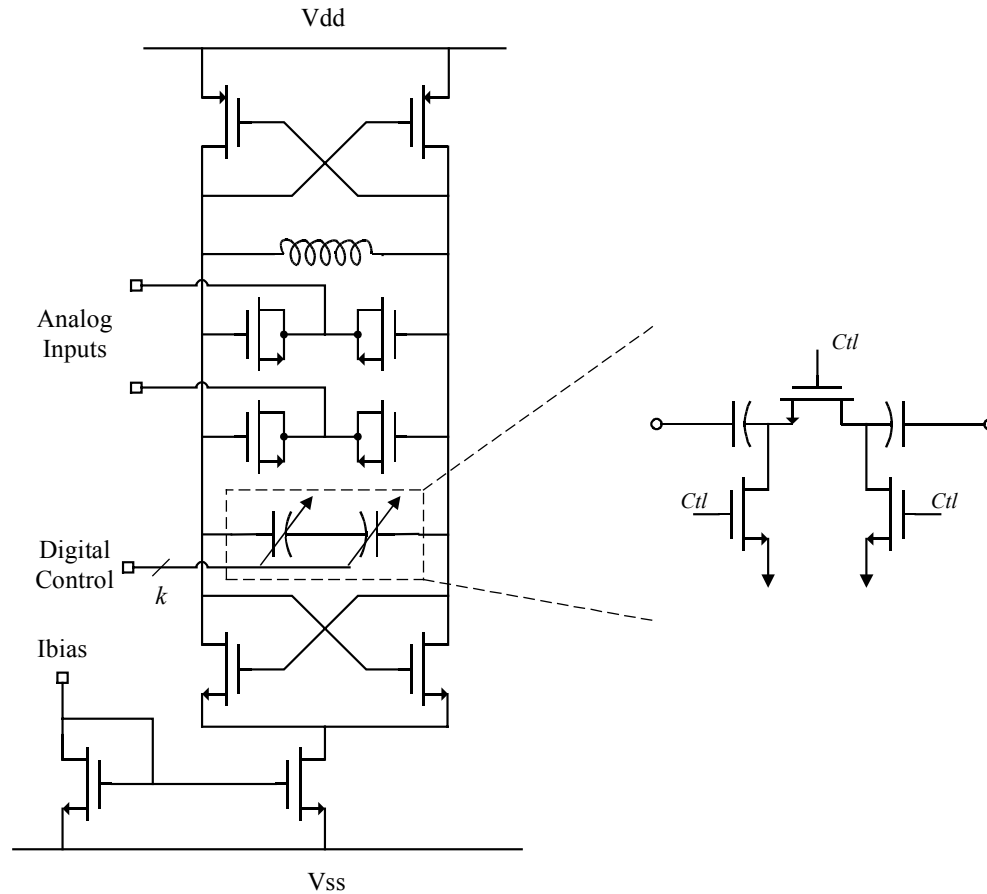 Vdd
Analog
Inputs
Ctl
Ctl
Ctl
Digital
Control
k
Ibias
Vss